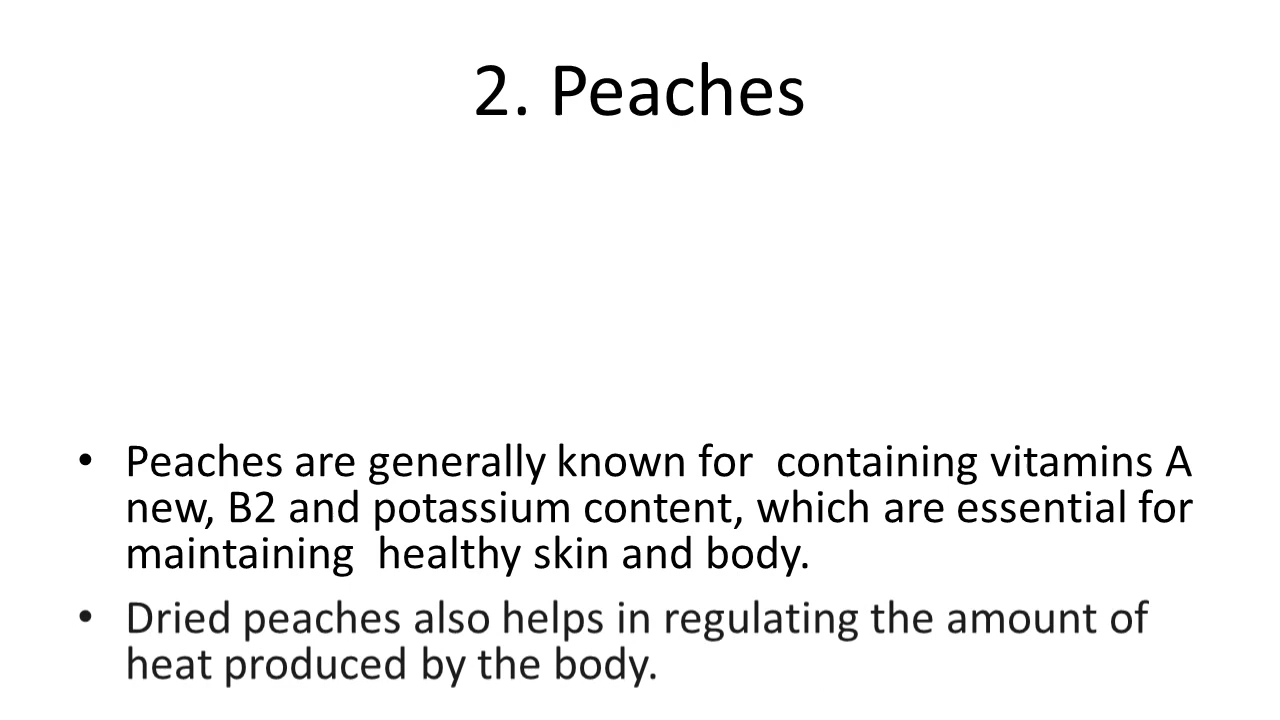 2. Peaches
• Peaches are generally known for  containing vitamins A
new, B2 and potassium content, which are essential for
maintaining  healthy skin and body.
• Dried peaches also helps in regulating the amount of
heat produced by the body.